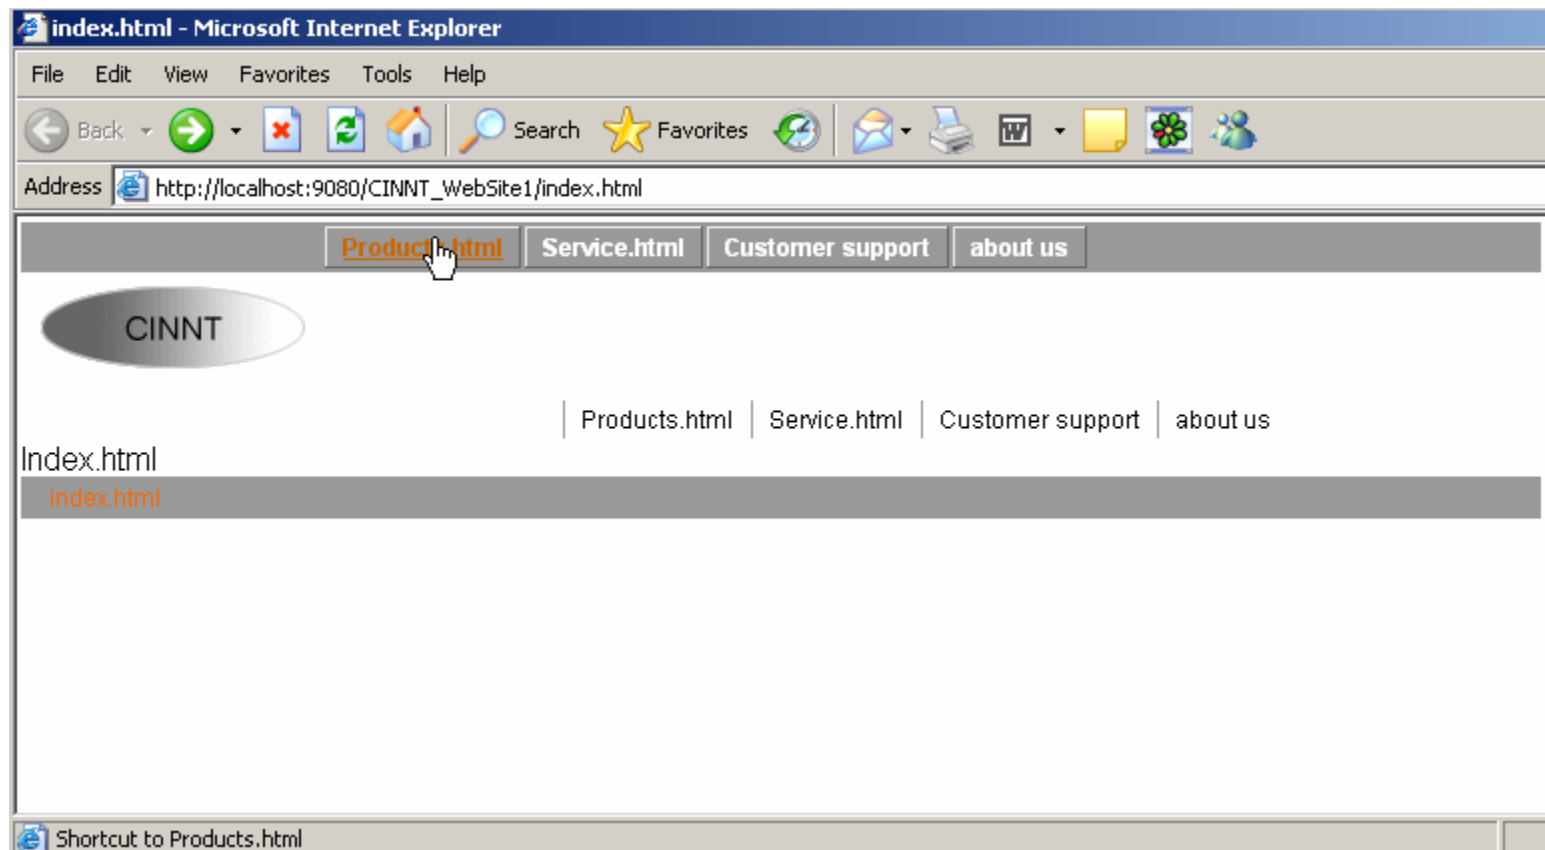 index.html - Microsoft Internet Explorer
File Edit View Favorites Tools Help
Back Search Favorites W
Address http://localhost:9080/CINNT_WebSite1/index.html
Products.html Service.html Customer support about us
CINNT
Products.html Service.html Customer support about us
Index.html
index.html
Shortcut to Products.html